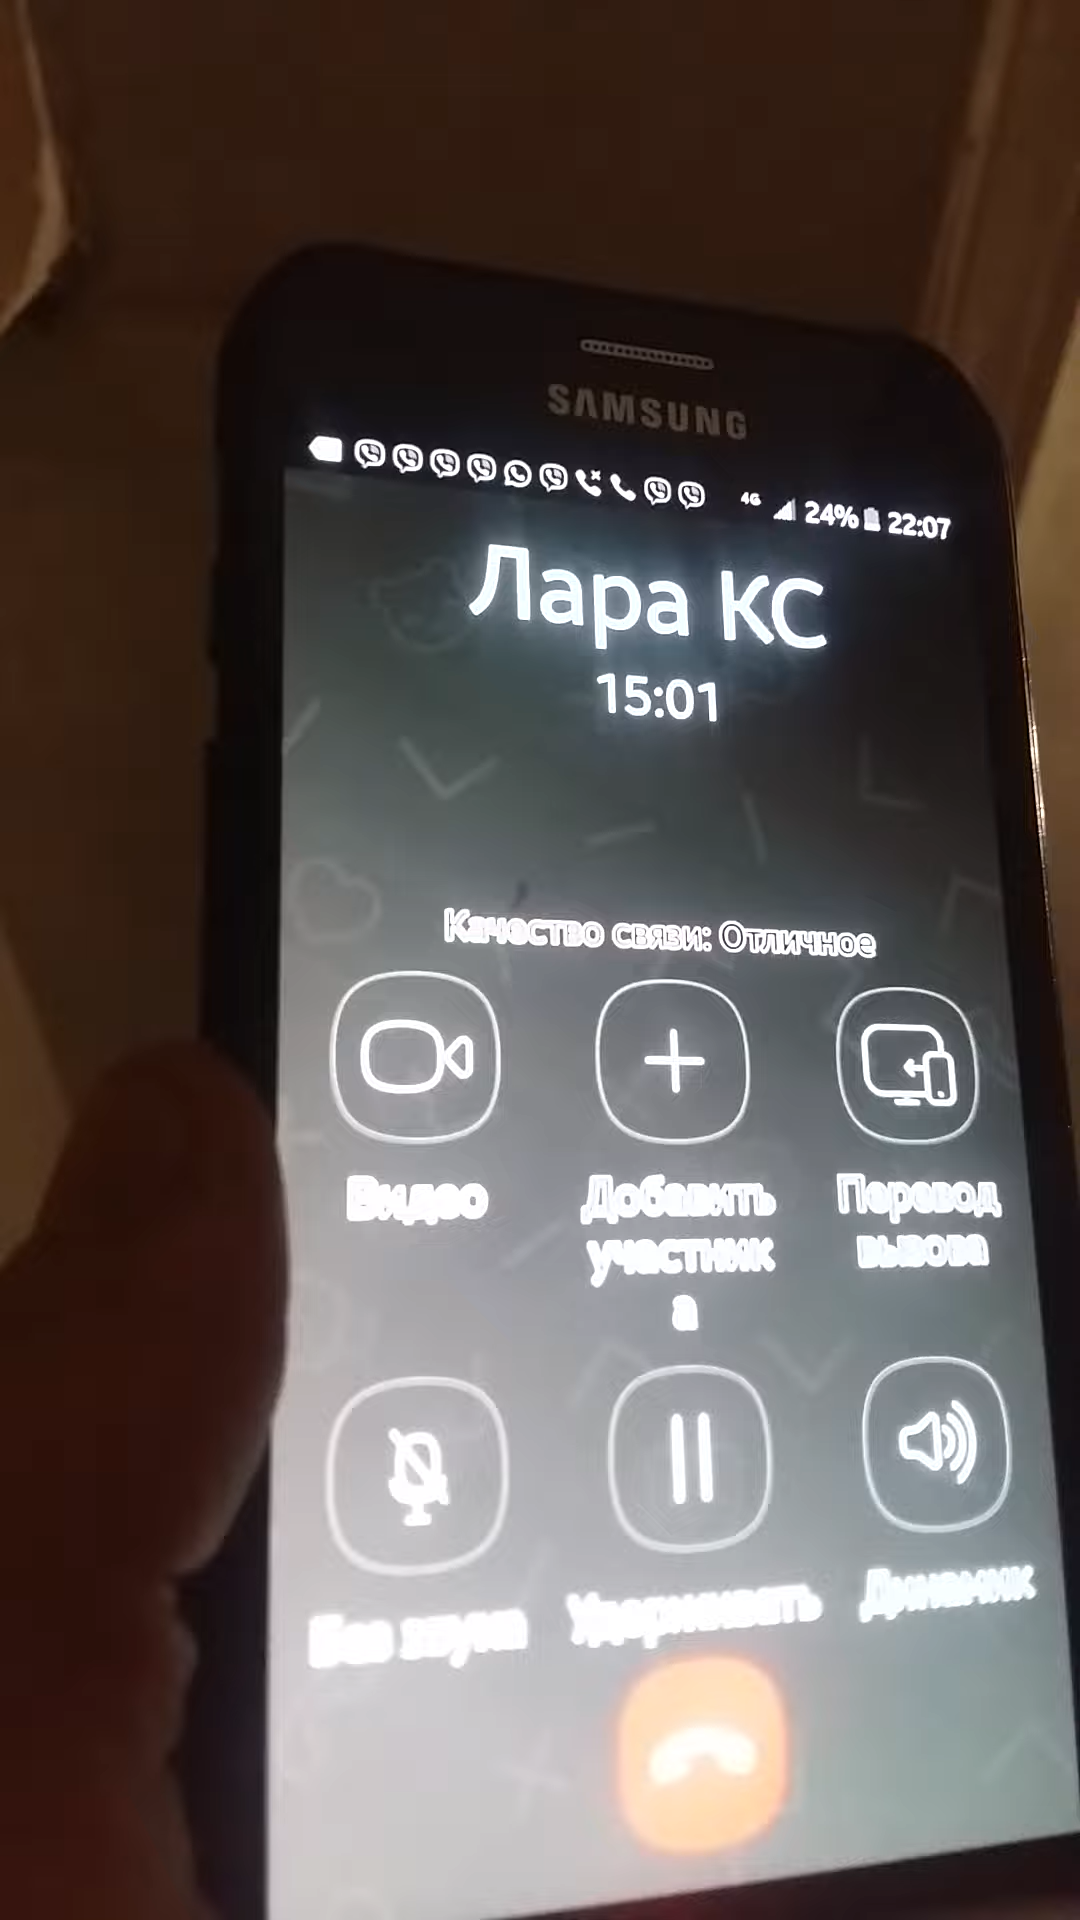 SAMSUNG
4G 24% 22:07
Лара КС
15:01
Качество связи: Отличное
Видео
Добавить
участник
а
Перевод
вызова
Без звука
Удерживать
Динамик